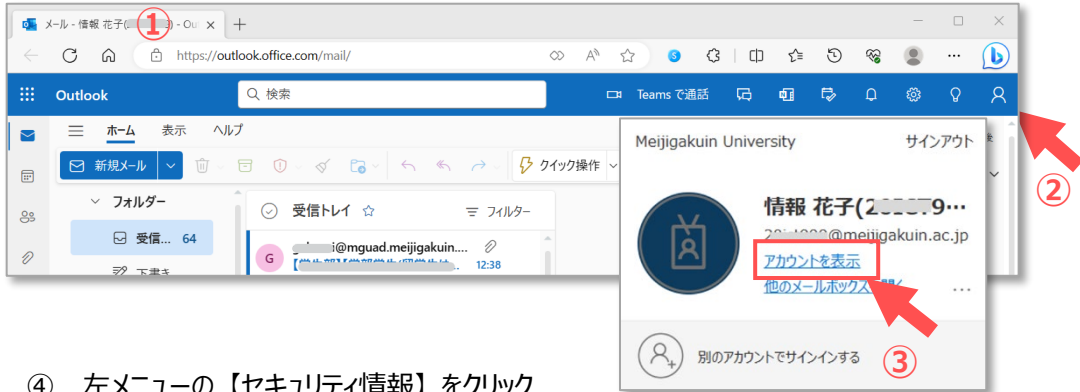 メール - 情報 花子( ) - Ou
①
https://outlook.office.com/mail/
Outlook
検索
Teams で通話
ホーム 表示 ヘルプ
新規メール
クイック操作
フォルダー
受信トレイ
フィルター
受信... 64
G
i@mguad.meijigakuin....
12:38
下書き
Meijigakuin University
サインアウト
②
情報 花子(2 9…
@meijigakuin.ac.jp
アカウントを表示
他のメールボックス
別のアカウントでサインインする
③
④ 左メニューの【セキュリティ情報】をクリック